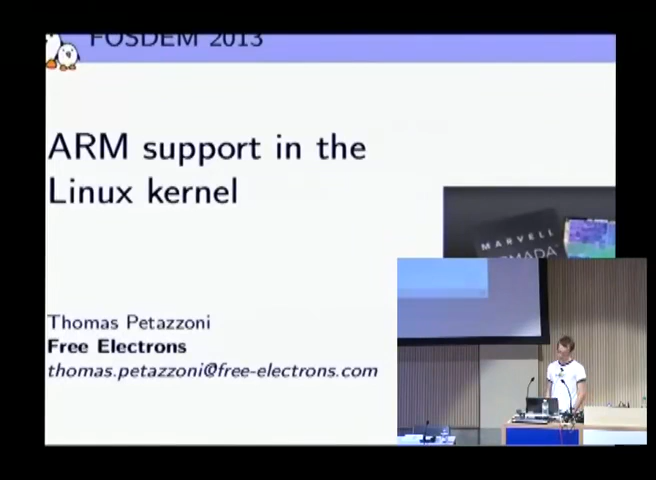 FOSDEM 2013
ARM support in the
Linux kernel
MARVELL
Thomas Petazzoni
Free Electrons
thomas.petazzoni@free-electrons.com